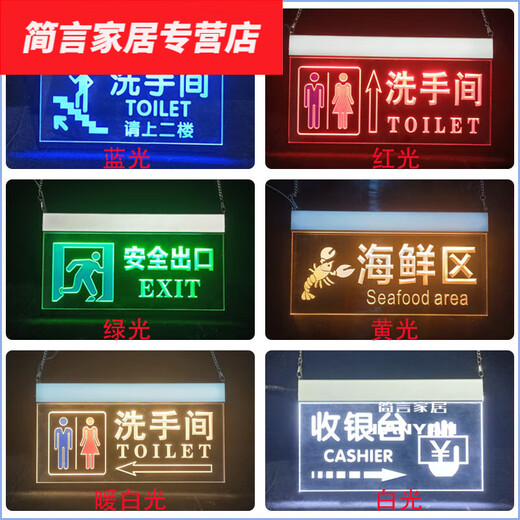 简言家居专营店
洗手间
TOILET
请上二楼
蓝光
洗手间
TOILET
红光
安全出口
EXIT
绿光
海鲜区
Seafood area
黄光
洗手间
TOILET
暖白光
简言家居
收银台
CASHIER
¥
白光